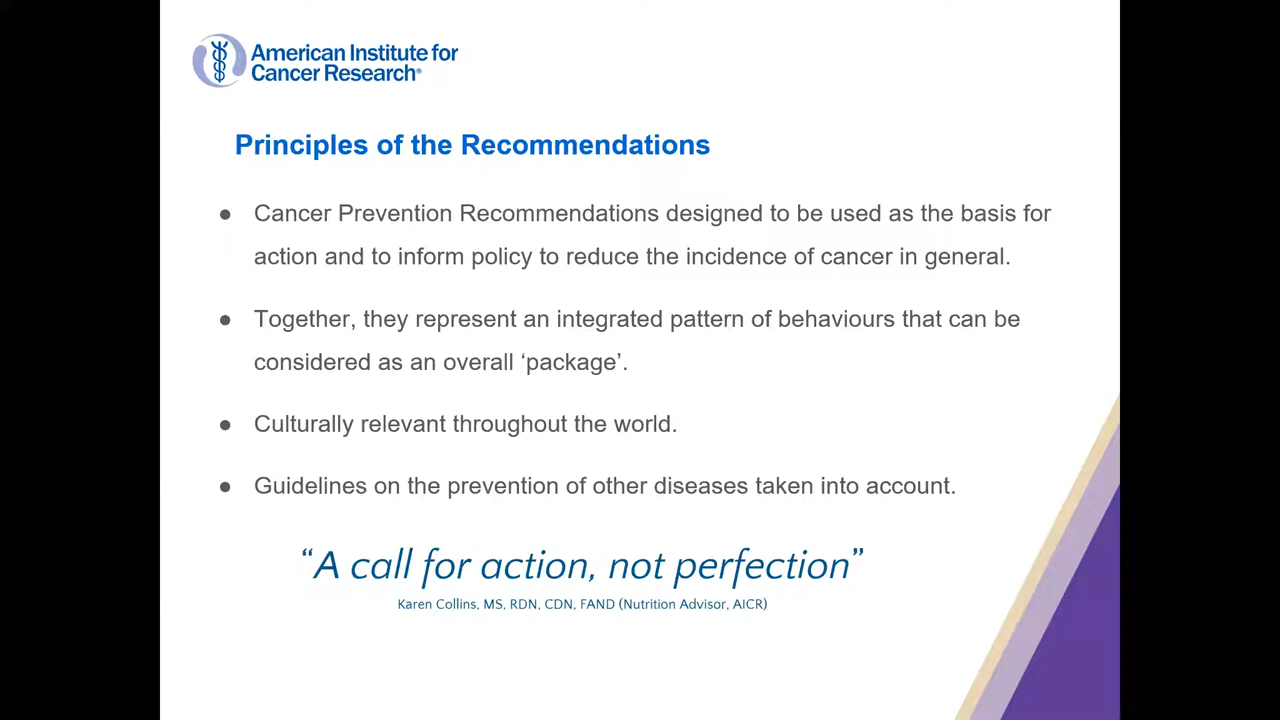 American Institute for
Cancer Research®
Principles of the Recommendations
● Cancer Prevention Recommendations designed to be used as the basis for
action and to inform policy to reduce the incidence of cancer in general.
● Together, they represent an integrated pattern of behaviours that can be
considered as an overall ‘package’.
● Culturally relevant throughout the world.
● Guidelines on the prevention of other diseases taken into account.
“A call for action, not perfection”
Karen Collins, MS, RDN, CDN, FAND (Nutrition Advisor, AICR)